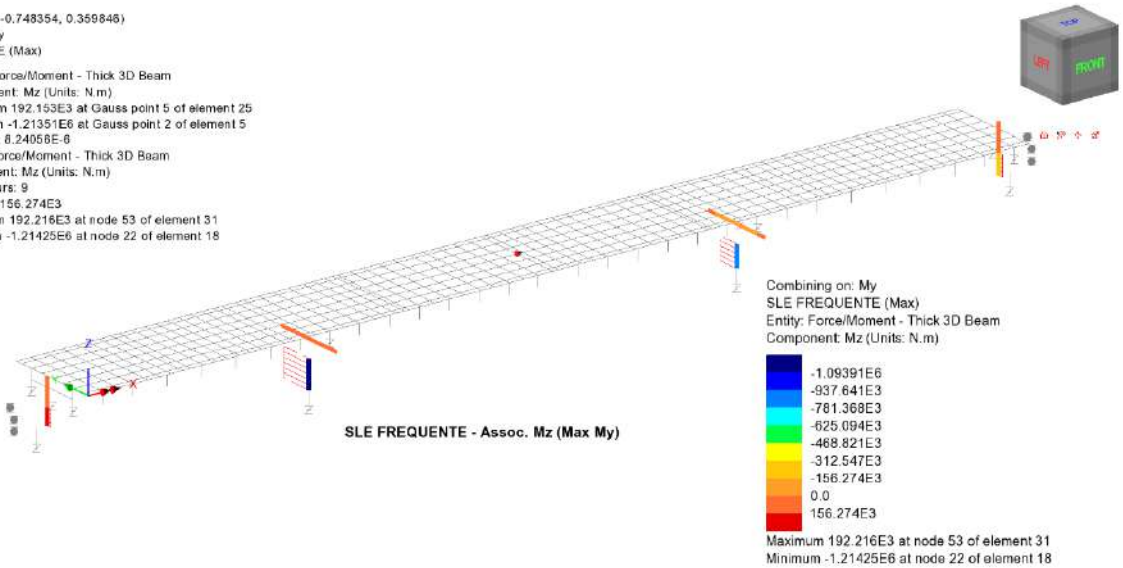 -0.748354, 0.359846)
y
E (Max)
orce/Moment - Thick 3D Beam
ent: Mz (Units: N.m)
m 192.153E3 at Gauss point 5 of element 25
n -1.21351E6 at Gauss point 2 of element 5
8.24056E-6
orce/Moment - Thick 3D Beam
ent: Mz (Units: N.m)
urs: 9
156.274E3
m 192.216E3 at node 53 of element 31
n -1.21425E6 at node 22 of element 18
TOP
LEFT
FRONT
Z
Y
X
SLE FREQUENTE - Assoc. Mz (Max My)
Combining on: My
SLE FREQUENTE (Max)
Entity: Force/Moment - Thick 3D Beam
Component: Mz (Units: N.m)
-1.09391E6
-937.641E3
-781.368E3
-625.094E3
-468.821E3
-312.547E3
-156.274E3
0.0
156.274E3
Maximum 192.216E3 at node 53 of element 31
Minimum -1.21425E6 at node 22 of element 18